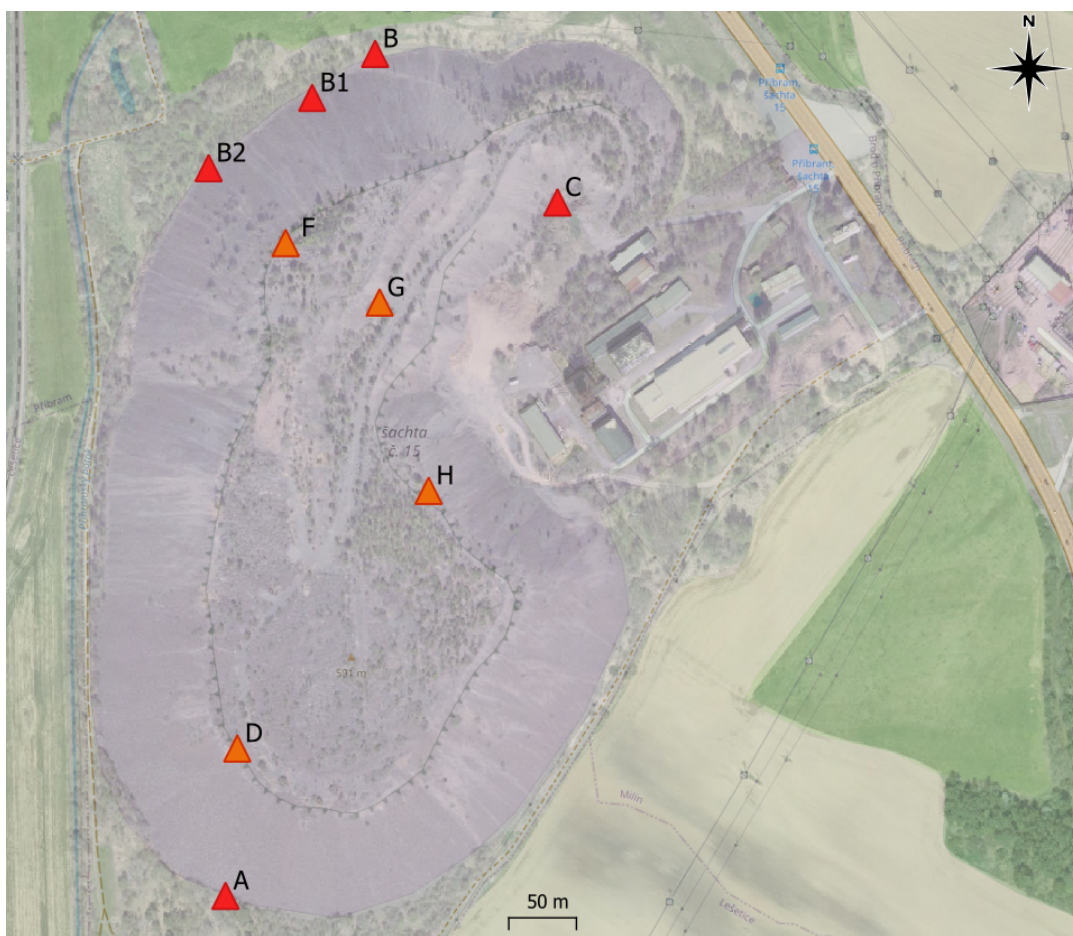 N
B
B1
B2
C
Příbram,
šachta
15
Příbram,
šachta
15
F
G
Příbram
šachta
č. 15
H
501 m
D
Milín
Lešetice
A
50 m